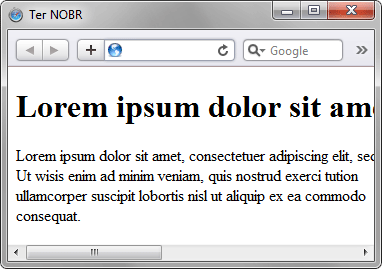 Ter NOBR
Google
Lorem ipsum dolor sit ame
Lorem ipsum dolor sit amet, consectetuer adipiscing elit, sed
Ut wisis enim ad minim veniam, quis nostrud exerci tution
ullamcorper suscipit lobortis nisl ut aliquip ex ea commodo
consequat.